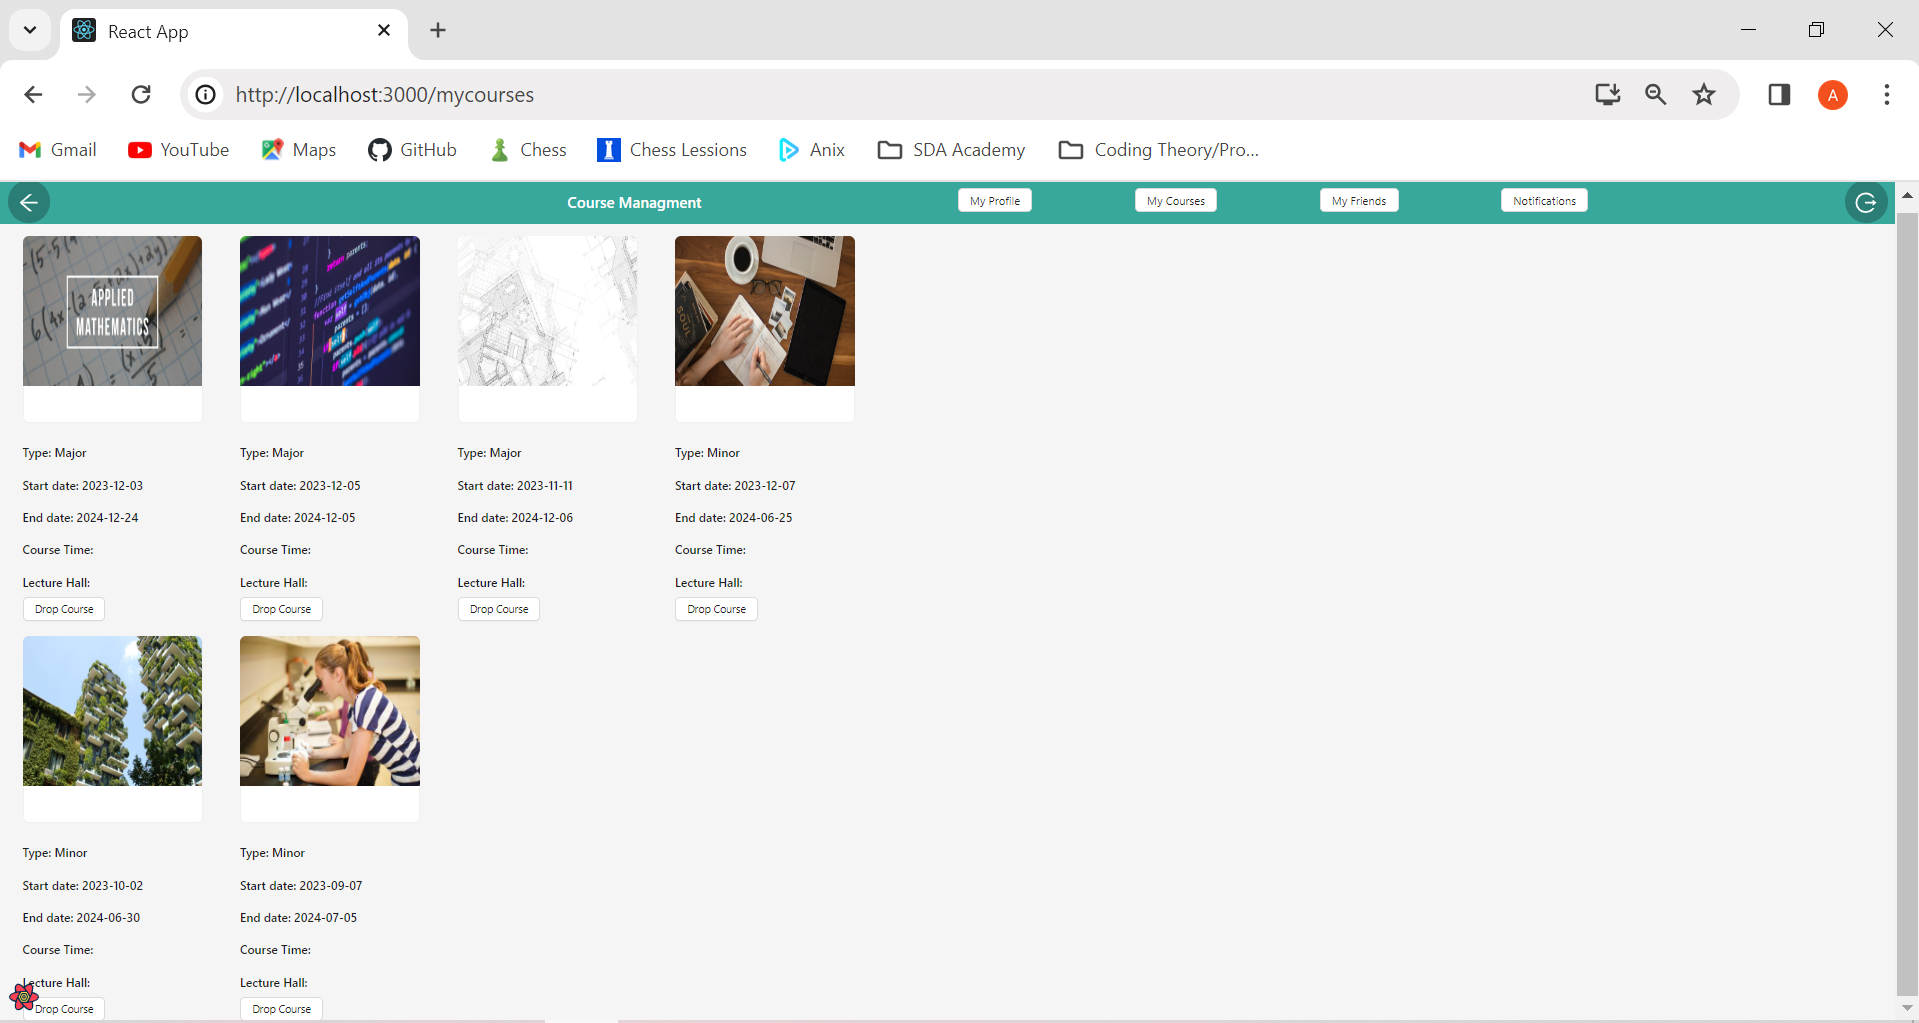 React App
http://localhost:3000/mycourses
A
Gmail YouTube Maps GitHub Chess Chess Lessions Anix SDA Academy Coding Theory/Pro...
Course Managment My Profile My Courses My Friends Notifications
APPLIED
MATHEMATICS
return parents;
SOUL
Type: Major Type: Major Type: Major Type: Minor
Start date: 2023-12-03 Start date: 2023-12-05 Start date: 2023-11-11 Start date: 2023-12-07
End date: 2024-12-24 End date: 2024-12-05 End date: 2024-12-06 End date: 2024-06-25
Course Time: Course Time: Course Time: Course Time:
Lecture Hall: Lecture Hall: Lecture Hall: Lecture Hall:
Drop Course Drop Course Drop Course Drop Course
Type: Minor Type: Minor
Start date: 2023-10-02 Start date: 2023-09-07
End date: 2024-06-30 End date: 2024-07-05
Course Time: Course Time:
Lecture Hall: Lecture Hall:
Drop Course Drop Course